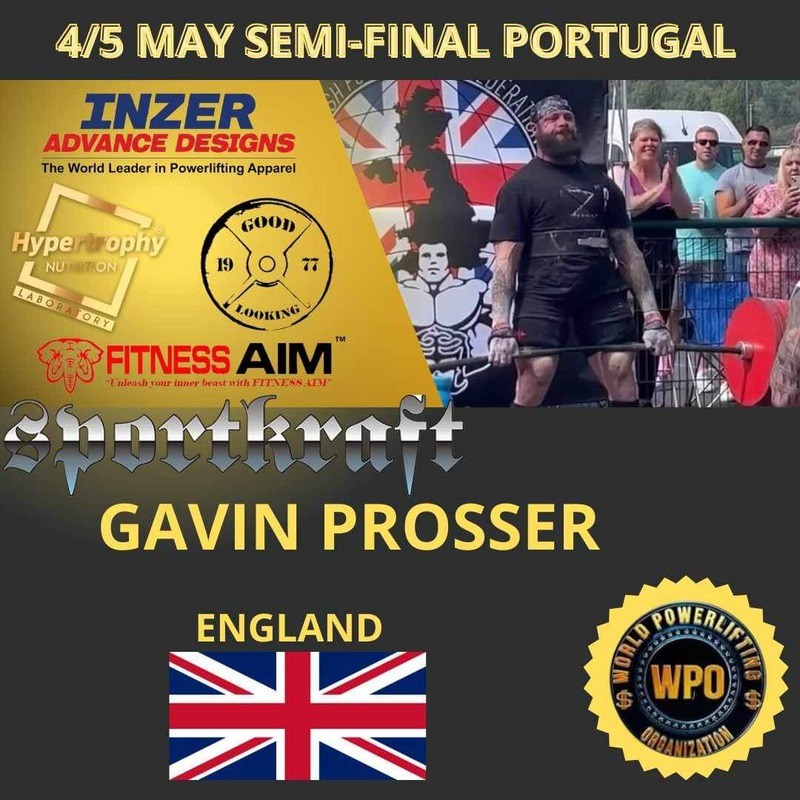 4/5 MAY SEMI-FINAL PORTUGAL
INZER
ADVANCE DESIGNS
The World Leader in Powerlifting Apparel
Hypertrophy
NUTRITION
LABORATORY
GOOD
19 77
LOOKING
FITNESS AIM™
"Unleash your inner beast with FITNESS AIM"
sportkraft
GAVIN PROSSER
ENGLAND
WORLD POWERLIFTING
$ WPO $
ORGANIZATION